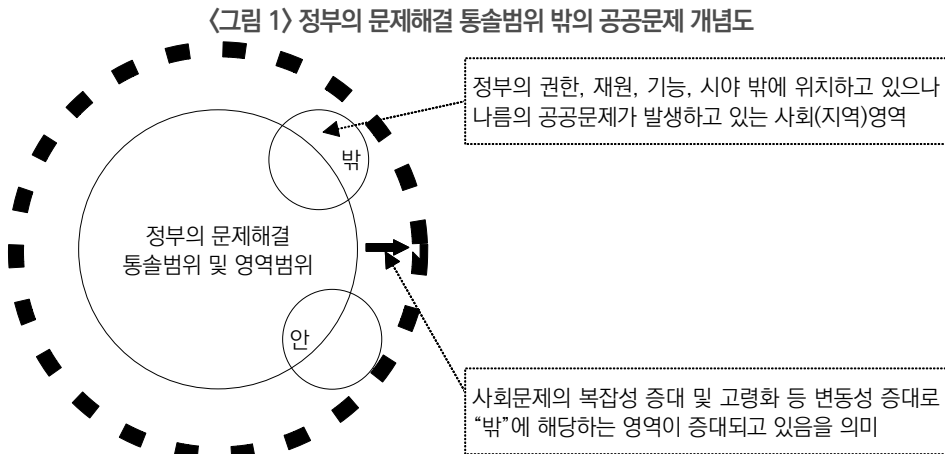 〈그림 1〉 정부의 문제해결 통솔범위 밖의 공공문제 개념도
정부의 권한, 재원, 기능, 시야 밖에 위치하고 있으나
나름의 공공문제가 발생하고 있는 사회(지역)영역
밖
정부의 문제해결
통솔범위 및 영역범위
안
사회문제의 복잡성 증대 및 고령화 등 변동성 증대로
“밖”에 해당하는 영역이 증대되고 있음을 의미